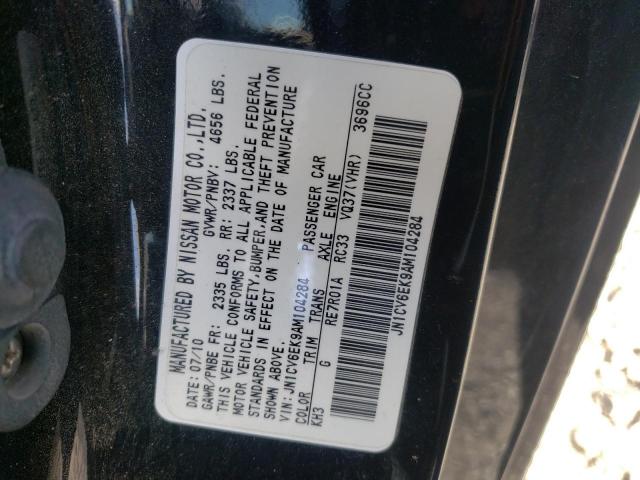 MANUFACTURED BY NISSAN MOTOR CO.,LTD.
DATE: 07/10 GVWR/PNBV: 4656 LBS.
GAWR/PNBE FR: 2335 LBS. RR: 2337 LBS.
THIS VEHICLE CONFORMS TO ALL APPLICABLE FEDERAL
MOTOR VEHICLE SAFETY,BUMPER,AND THEFT PREVENTION
STANDARDS IN EFFECT ON THE DATE OF MANUFACTURE
SHOWN ABOVE.
VIN: JN1CV6EK9AM104284 PASSENGER CAR
COLOR TRIM TRANS AXLE ENGINE
KH3 G RE7R01A RC33 VQ37(VHR) 3696CC
JN1CV6EK9AM104284